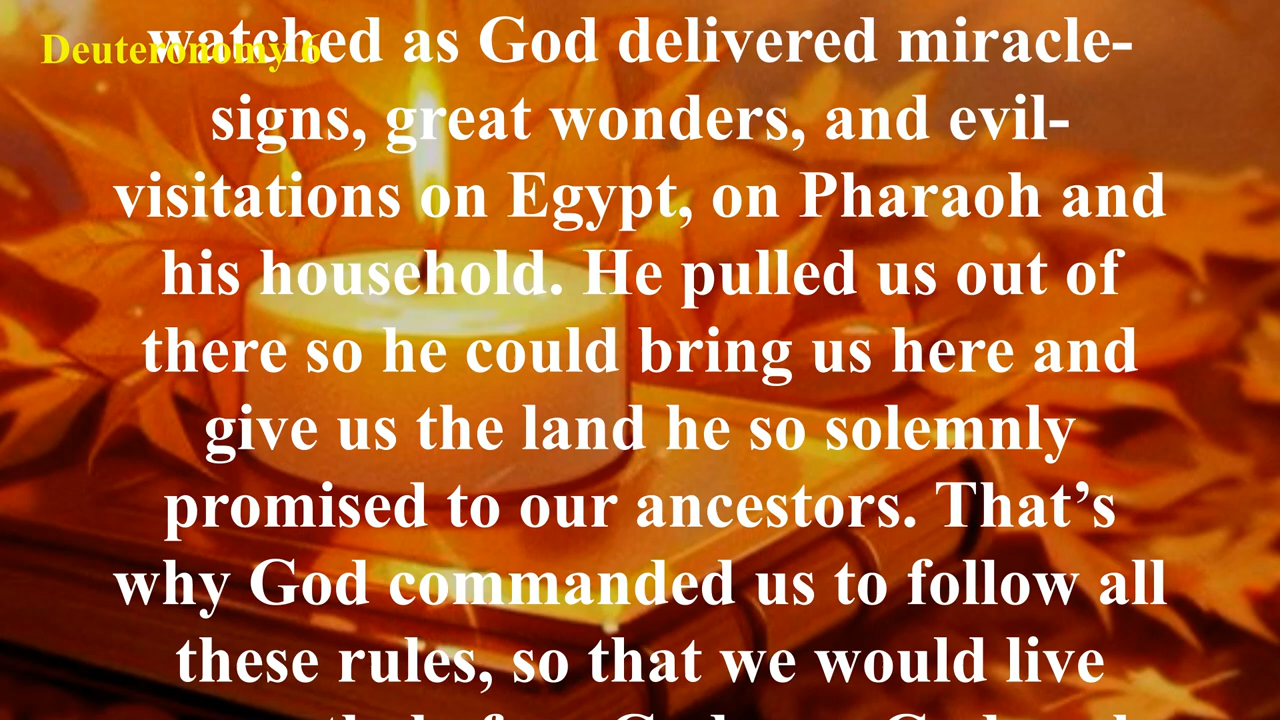 Deuteronomy 6
watched as God delivered miracle-
signs, great wonders, and evil-
visitations on Egypt, on Pharaoh and
his household. He pulled us out of
there so he could bring us here and
give us the land he so solemnly
promised to our ancestors. That’s
why God commanded us to follow all
these rules, so that we would live